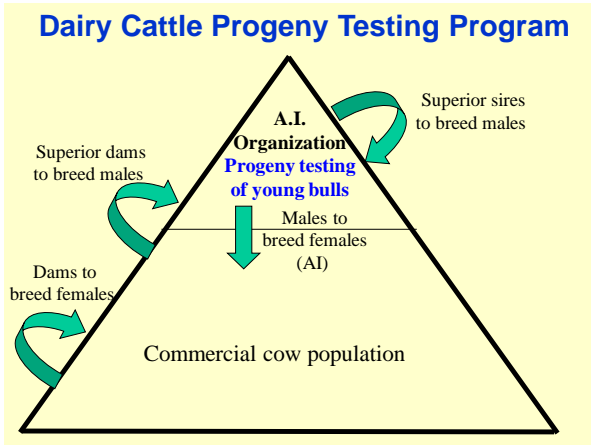 Dairy Cattle Progeny Testing Program
A.I.
Organization
Progeny testing
of young bulls
Superior sires
to breed males
Superior dams
to breed males
Males to
breed females
(AI)
Dams to
breed females
Commercial cow population